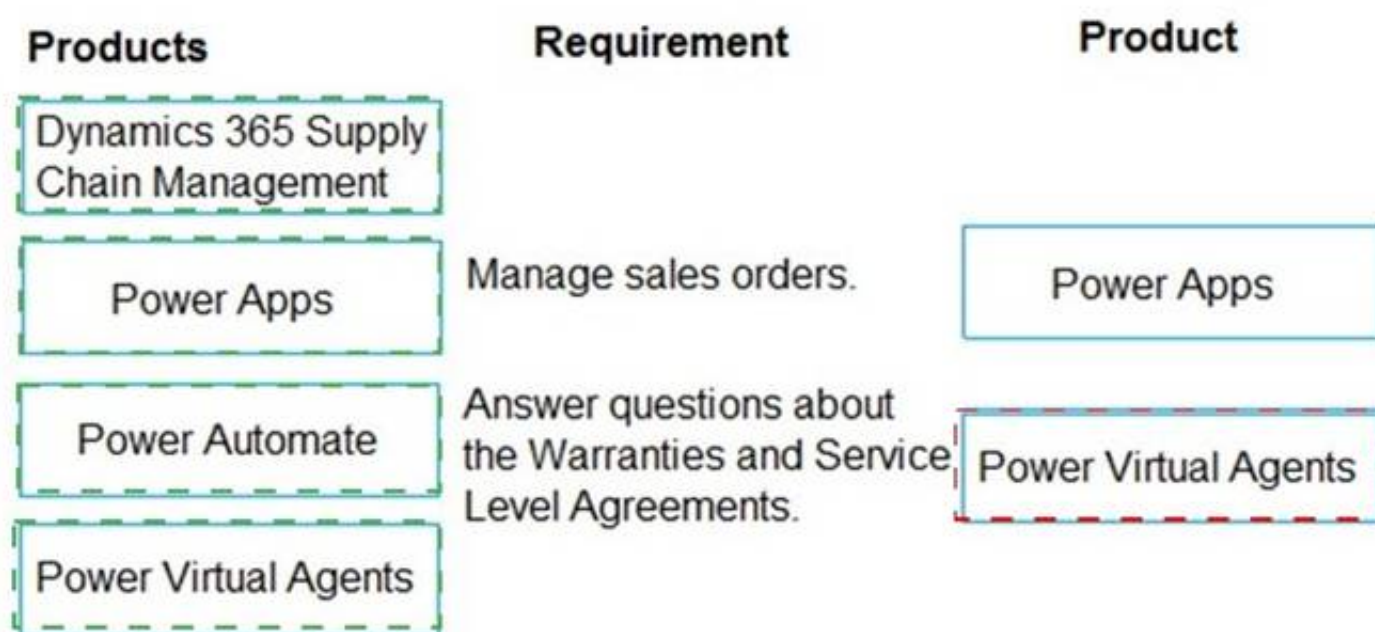 Products
Requirement
Product
Dynamics 365 Supply
Chain Management
Power Apps
Manage sales orders.
Power Apps
Power Automate
Answer questions about
the Warranties and Service
Level Agreements.
Power Virtual Agents
Power Virtual Agents